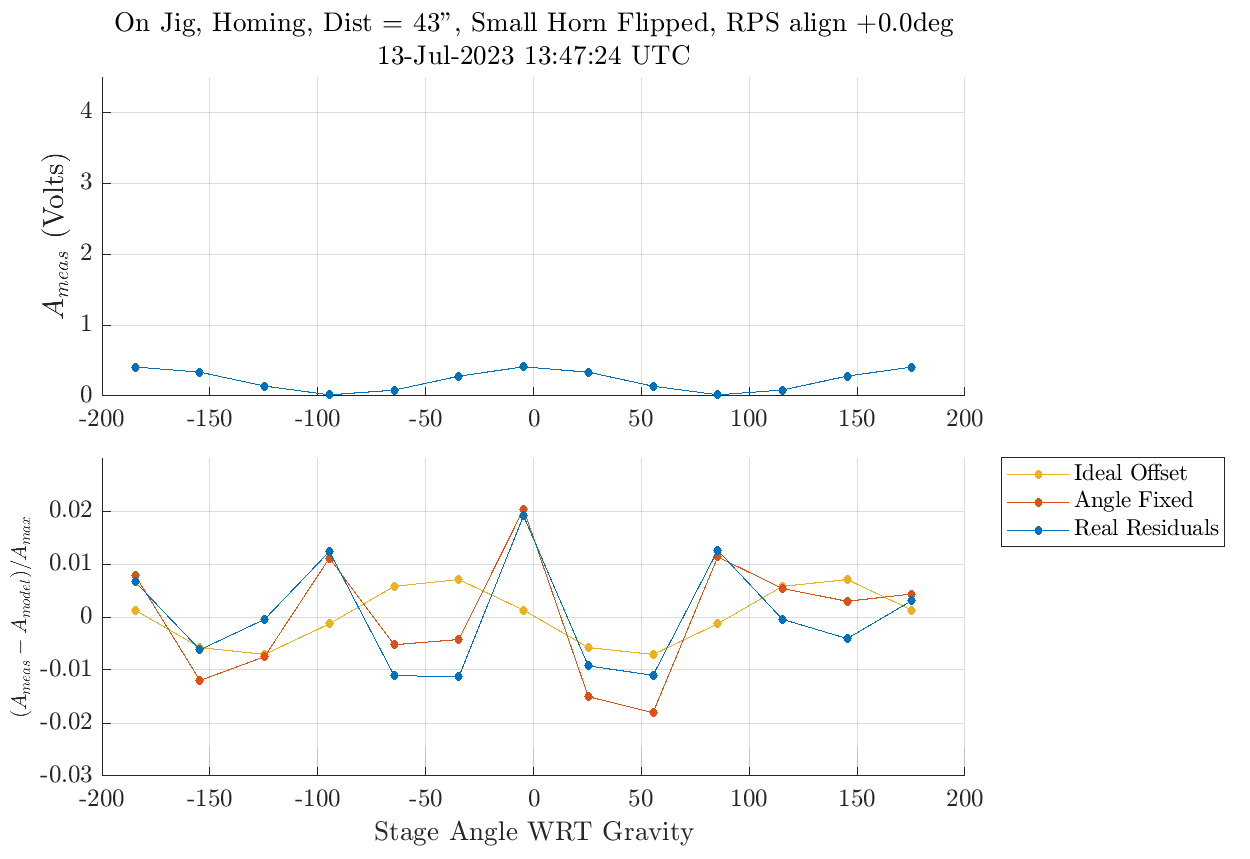 On Jig, Homing, Dist = 43", Small Horn Flipped, RPS align +0.0deg
13-Jul-2023 13:47:24 UTC
4
3
2
1
0
A_meas (Volts)
-200 -150 -100 -50 0 50 100 150 200
0.02
0.01
0
-0.01
-0.02
-0.03
(A_meas − A_model)/A_max
-200 -150 -100 -50 0 50 100 150 200
Stage Angle WRT Gravity
Ideal Offset
Angle Fixed
Real Residuals